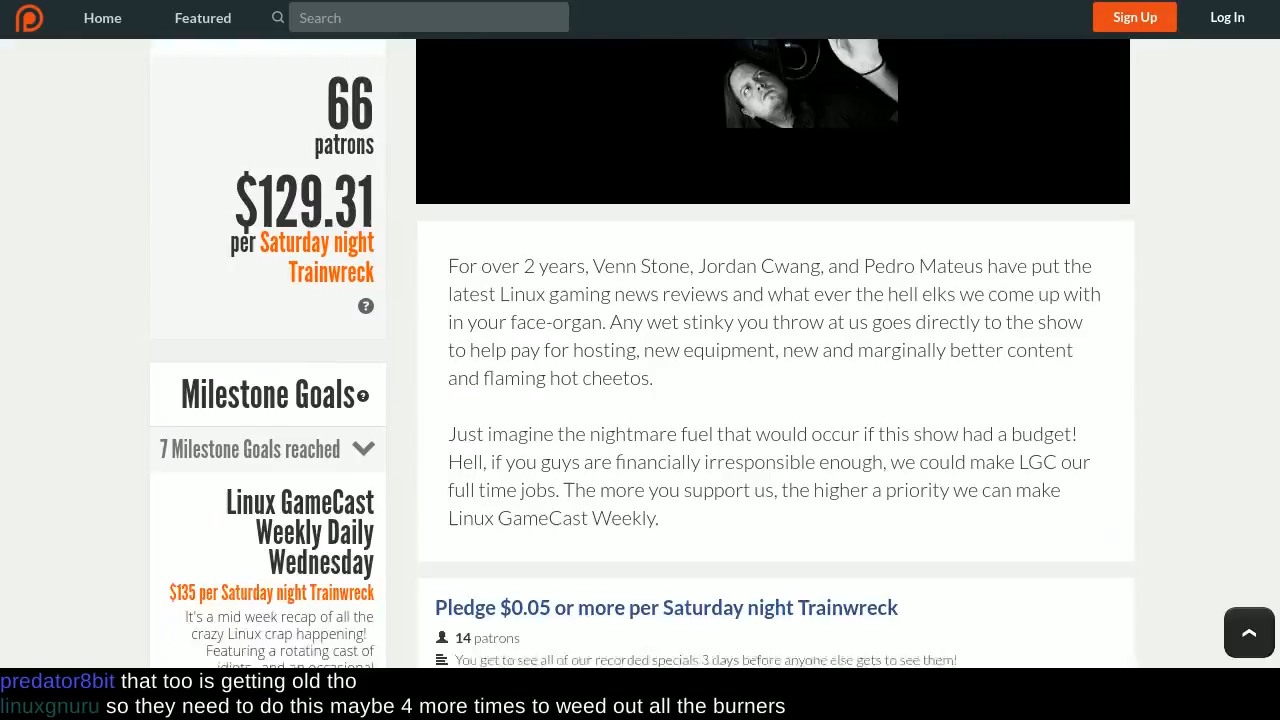 Home
Featured
Search
Sign Up
Log In
66
patrons
$129.31
per Saturday night
Trainwreck
?
Milestone Goals?
7 Milestone Goals reached
Linux GameCast
Weekly Daily
Wednesday
$135 per Saturday night Trainwreck
It's a mid week recap of all the
crazy Linux crap happening!
Featuring a rotating cast of
idiots...and an occasional
For over 2 years, Venn Stone, Jordan Cwang, and Pedro Mateus have put the
latest Linux gaming news reviews and what ever the hell elks we come up with
in your face-organ. Any wet stinky you throw at us goes directly to the show
to help pay for hosting, new equipment, new and marginally better content
and flaming hot cheetos.
Just imagine the nightmare fuel that would occur if this show had a budget!
Hell, if you guys are financially irresponsible enough, we could make LGC our
full time jobs. The more you support us, the higher a priority we can make
Linux GameCast Weekly.
Pledge $0.05 or more per Saturday night Trainwreck
14 patrons
You get to see all of our recorded specials 3 days before anyone else gets to see them!
predator8bit that too is getting old tho
linuxgnuru so they need to do this maybe 4 more times to weed out all the burners